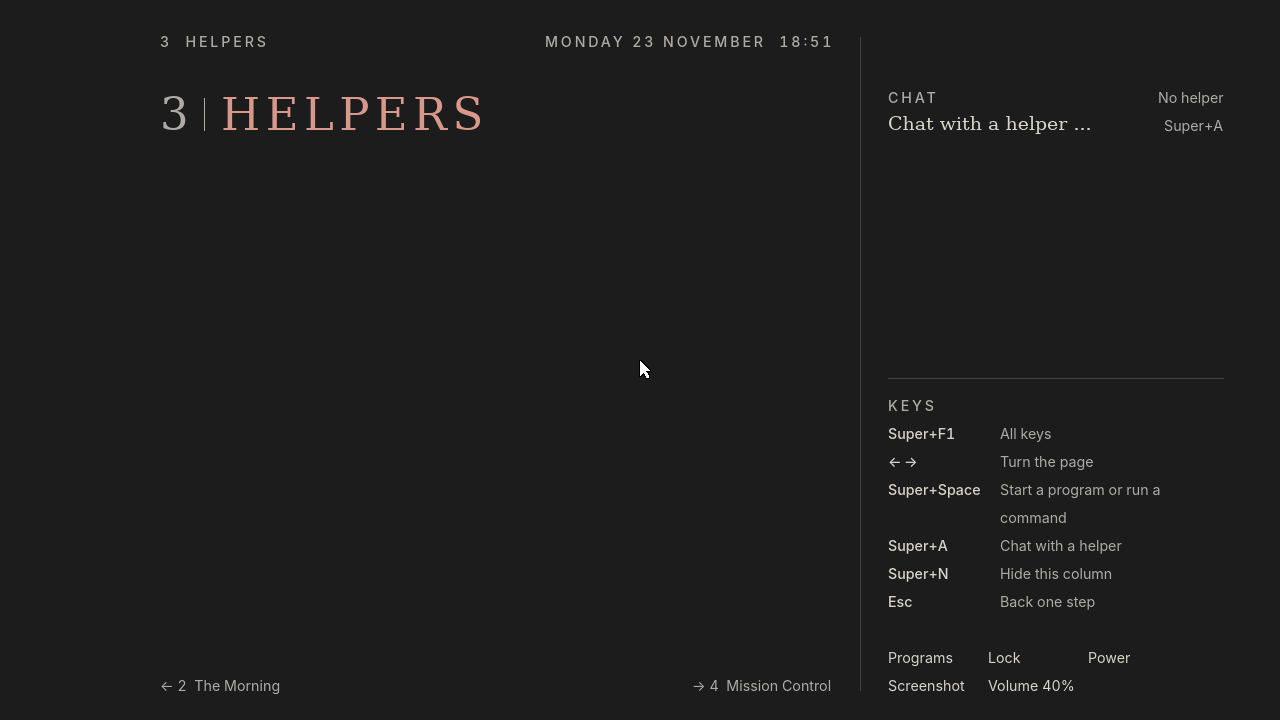 3 HELPERS
MONDAY 23 NOVEMBER 18:51
3 HELPERS
CHAT
No helper
Chat with a helper ...
Super+A
KEYS
Super+F1 All keys
← → Turn the page
Super+Space Start a program or run a
command
Super+A Chat with a helper
Super+N Hide this column
Esc Back one step
Programs Lock Power
Screenshot Volume 40%
← 2 The Morning
→ 4 Mission Control